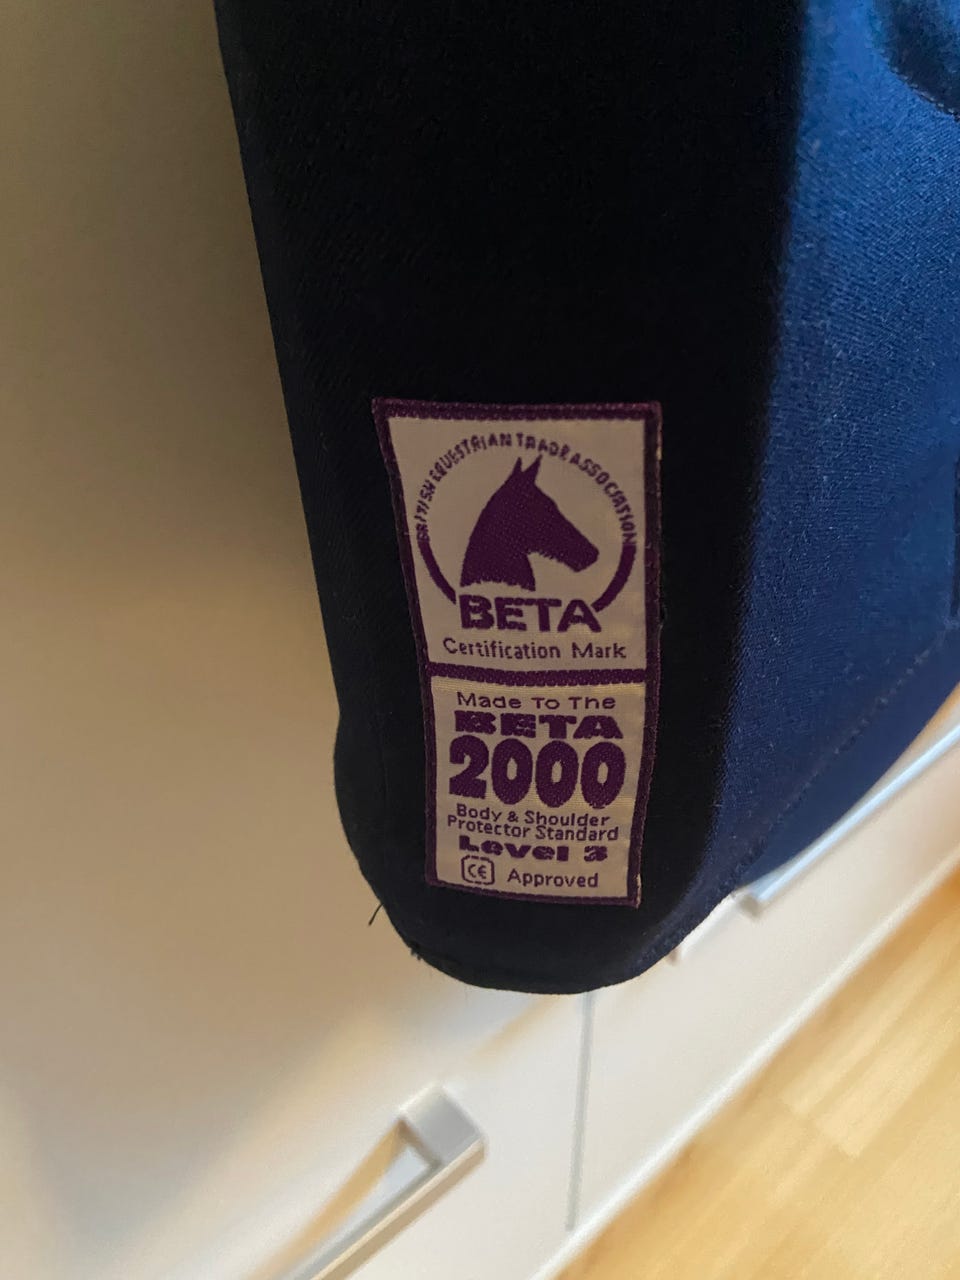 BRITISH EQUESTRIAN TRADE ASSOCIATION
BETA
Certification Mark
Made To The
BETA
2000
Body & Shoulder
Protector Standard
Level 3
CE Approved